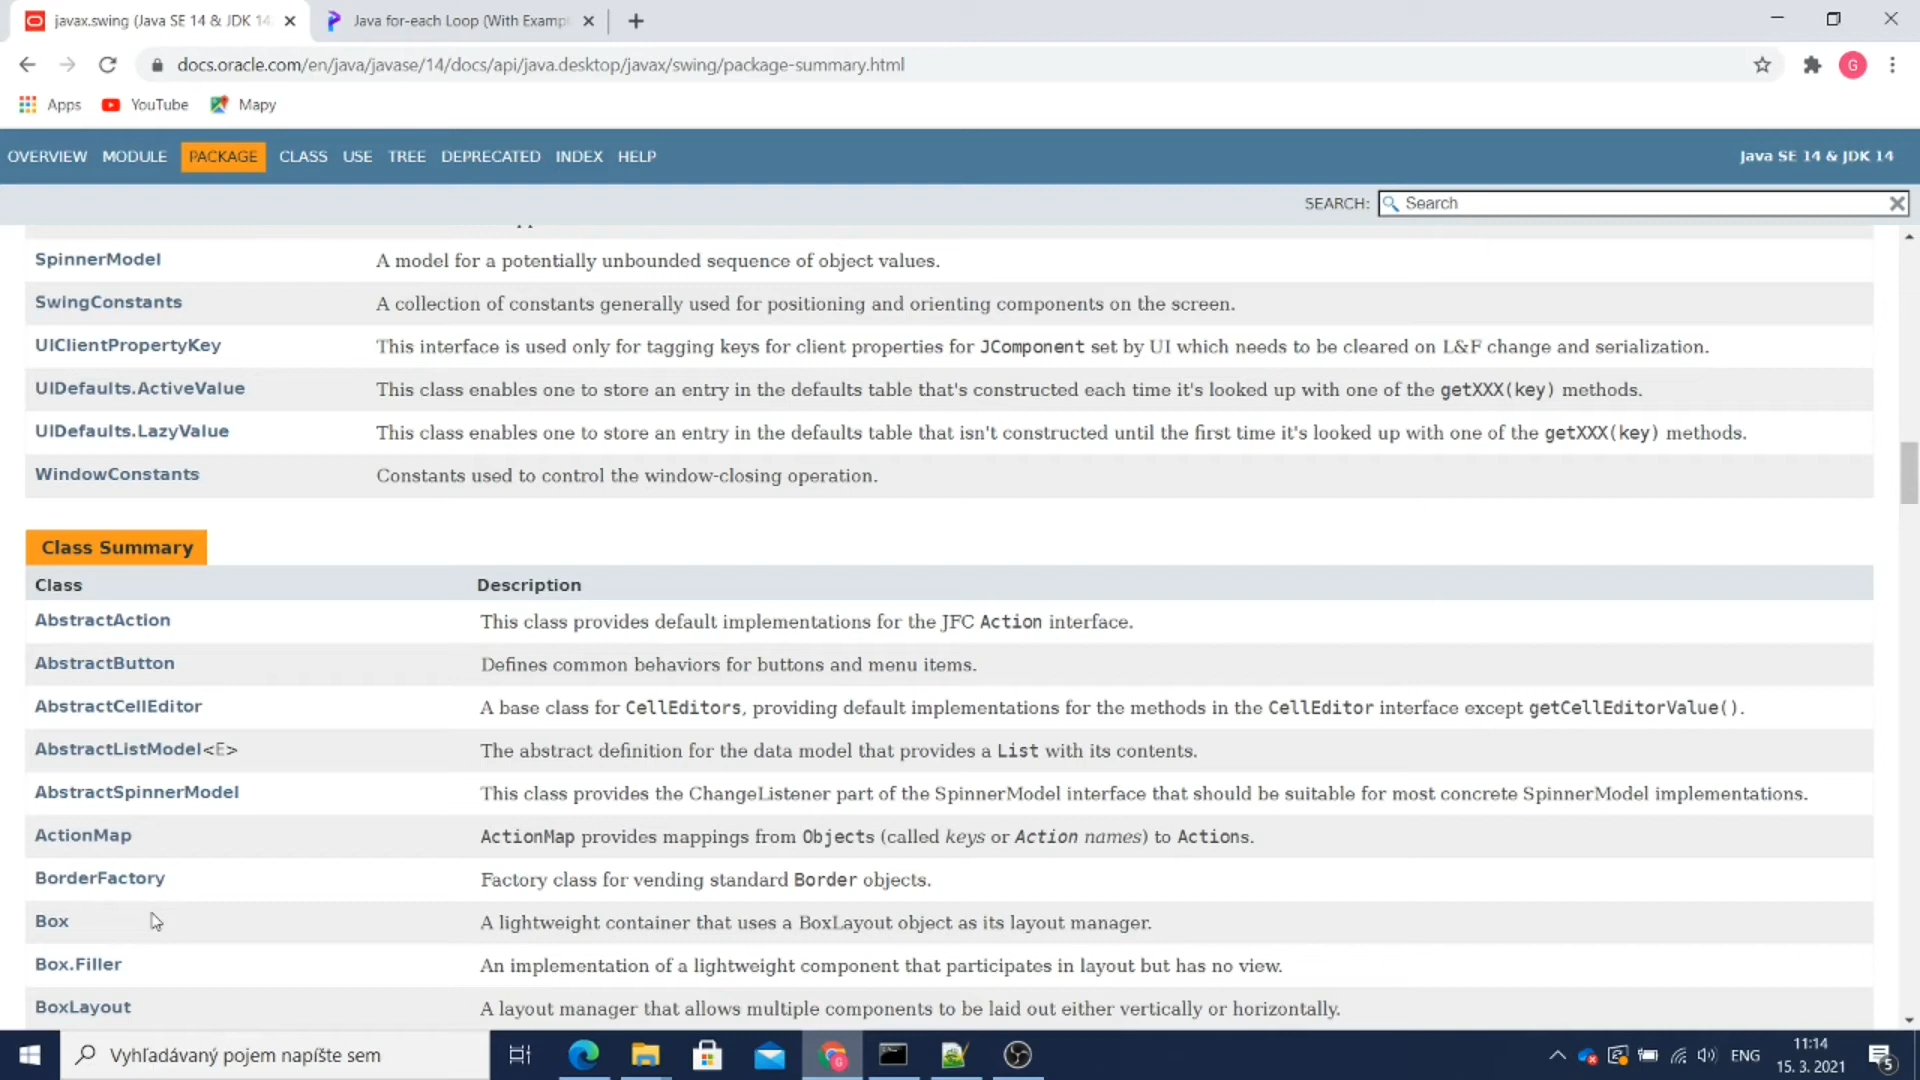 javax.swing (Java SE 14 & JDK 14
Java for-each Loop (With Examp
docs.oracle.com/en/java/javase/14/docs/api/java.desktop/javax/swing/package-summary.html
G
Apps YouTube Mapy
OVERVIEW MODULE PACKAGE CLASS USE TREE DEPRECATED INDEX HELP
Java SE 14 & JDK 14
SEARCH: Search
SpinnerModel A model for a potentially unbounded sequence of object values.
SwingConstants A collection of constants generally used for positioning and orienting components on the screen.
UIClientPropertyKey This interface is used only for tagging keys for client properties for JComponent set by UI which needs to be cleared on L&F change and serialization.
UIDefaults.ActiveValue This class enables one to store an entry in the defaults table that's constructed each time it's looked up with one of the getXXX(key) methods.
UIDefaults.LazyValue This class enables one to store an entry in the defaults table that isn't constructed until the first time it's looked up with one of the getXXX(key) methods.
WindowConstants Constants used to control the window-closing operation.
Class Summary
Class Description
AbstractAction This class provides default implementations for the JFC Action interface.
AbstractButton Defines common behaviors for buttons and menu items.
AbstractCellEditor A base class for CellEditors, providing default implementations for the methods in the CellEditor interface except getCellEditorValue().
AbstractListModel<E> The abstract definition for the data model that provides a List with its contents.
AbstractSpinnerModel This class provides the ChangeListener part of the SpinnerModel interface that should be suitable for most concrete SpinnerModel implementations.
ActionMap ActionMap provides mappings from Objects (called keys or Action names) to Actions.
BorderFactory Factory class for vending standard Border objects.
Box A lightweight container that uses a BoxLayout object as its layout manager.
Box.Filler An implementation of a lightweight component that participates in layout but has no view.
BoxLayout A layout manager that allows multiple components to be laid out either vertically or horizontally.
Vyhľadávaný pojem napíšte sem
ENG
11:14
15. 3. 2021
5